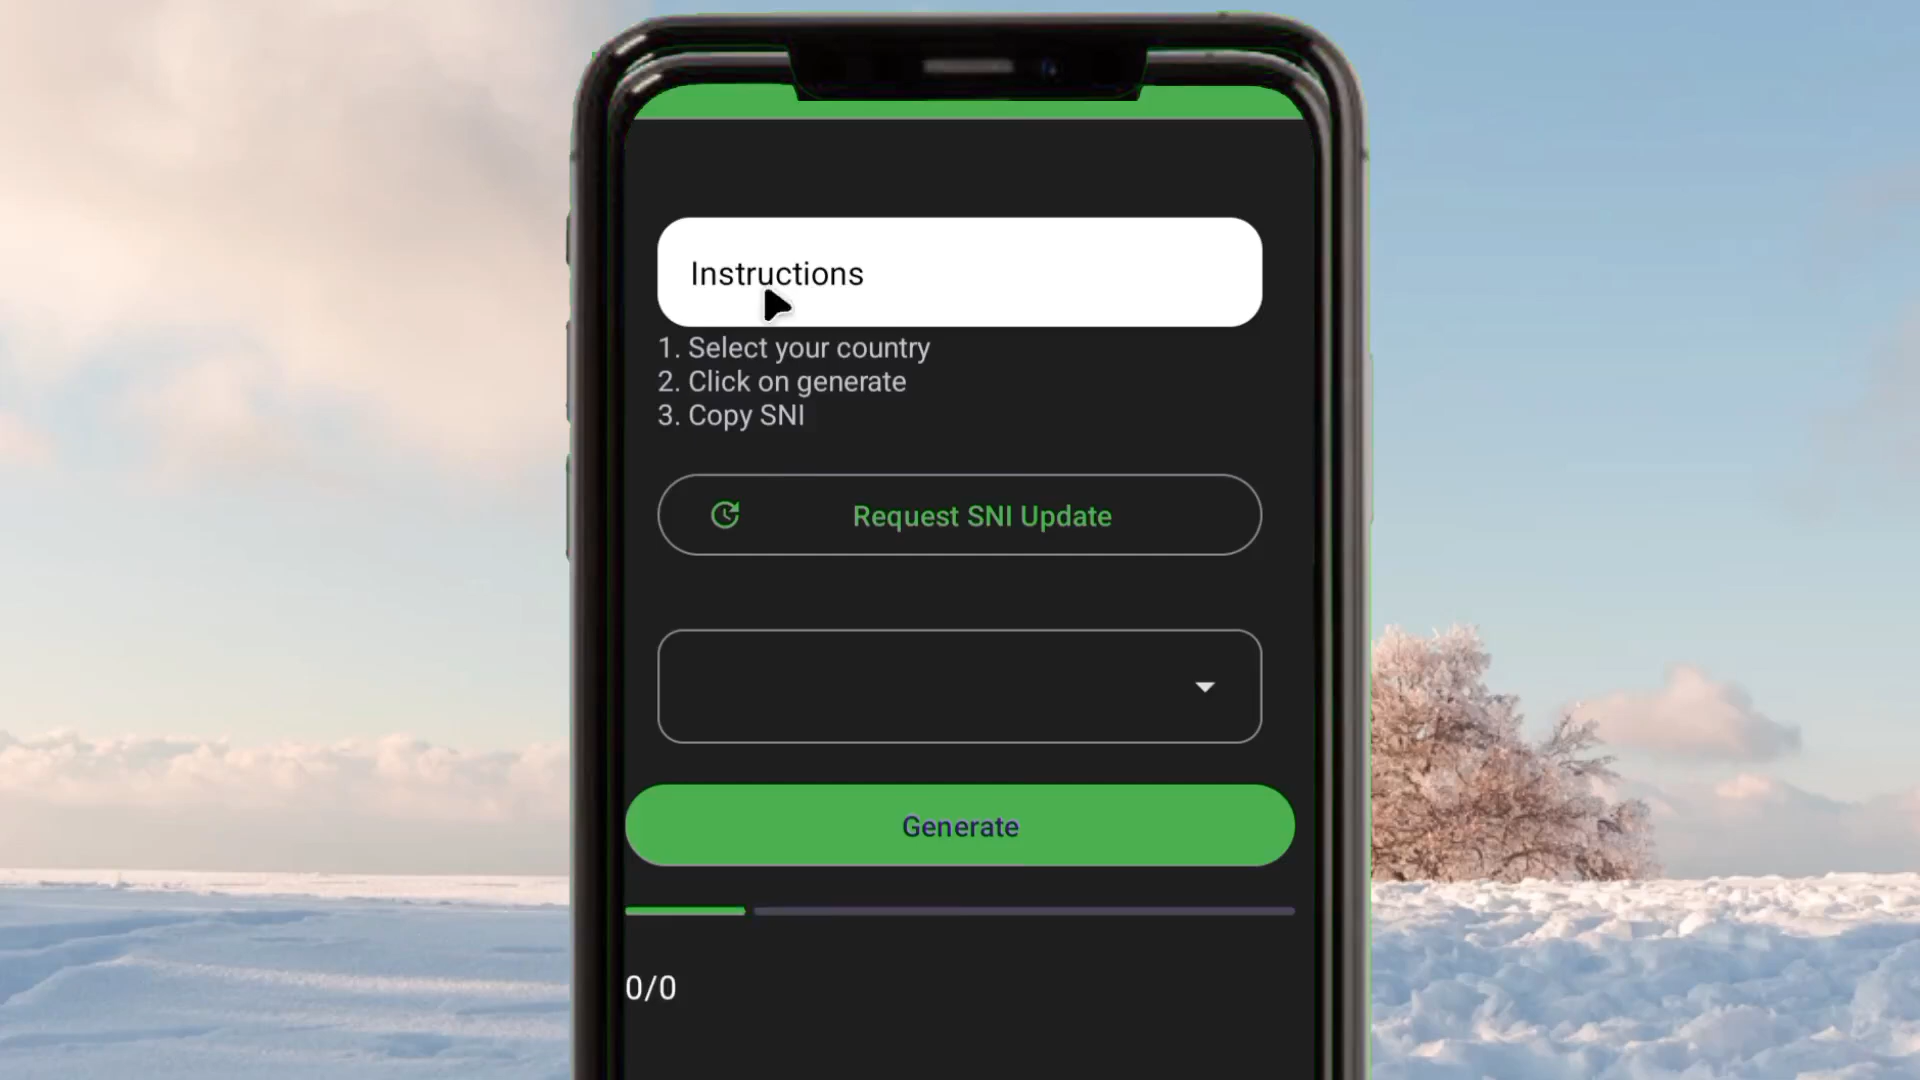 Instructions
1. Select your country
2. Click on generate
3. Copy SNI
Request SNI Update
Generate
0/0